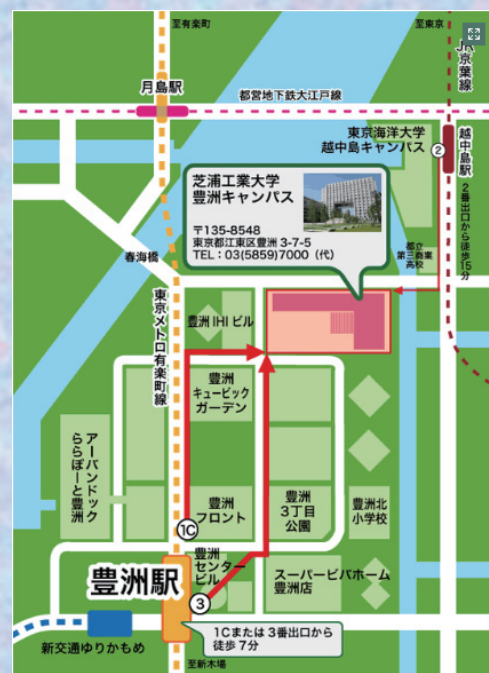 至有楽町
至東京
JR京葉線
月島駅
都営地下鉄大江戸線
東京海洋大学
越中島キャンパス
2
越中島駅
2番出口から徒歩15分
芝浦工業大学
豊洲キャンパス
〒135-8548
東京都江東区豊洲 3-7-5
TEL：03(5859)7000（代）
都立
第三商業
高校
春海橋
東京メトロ有楽町線
豊洲 IHI ビル
豊洲
キュービック
ガーデン
アーバンドック
ららぽーと豊洲
豊洲
フロント
豊洲
3丁目
公園
豊洲北
小学校
1C
豊洲駅
豊洲
センター
ビル
3
スーパービバホーム
豊洲店
1Cまたは 3番出口から
徒歩 7分
新交通ゆりかもめ
至新木場